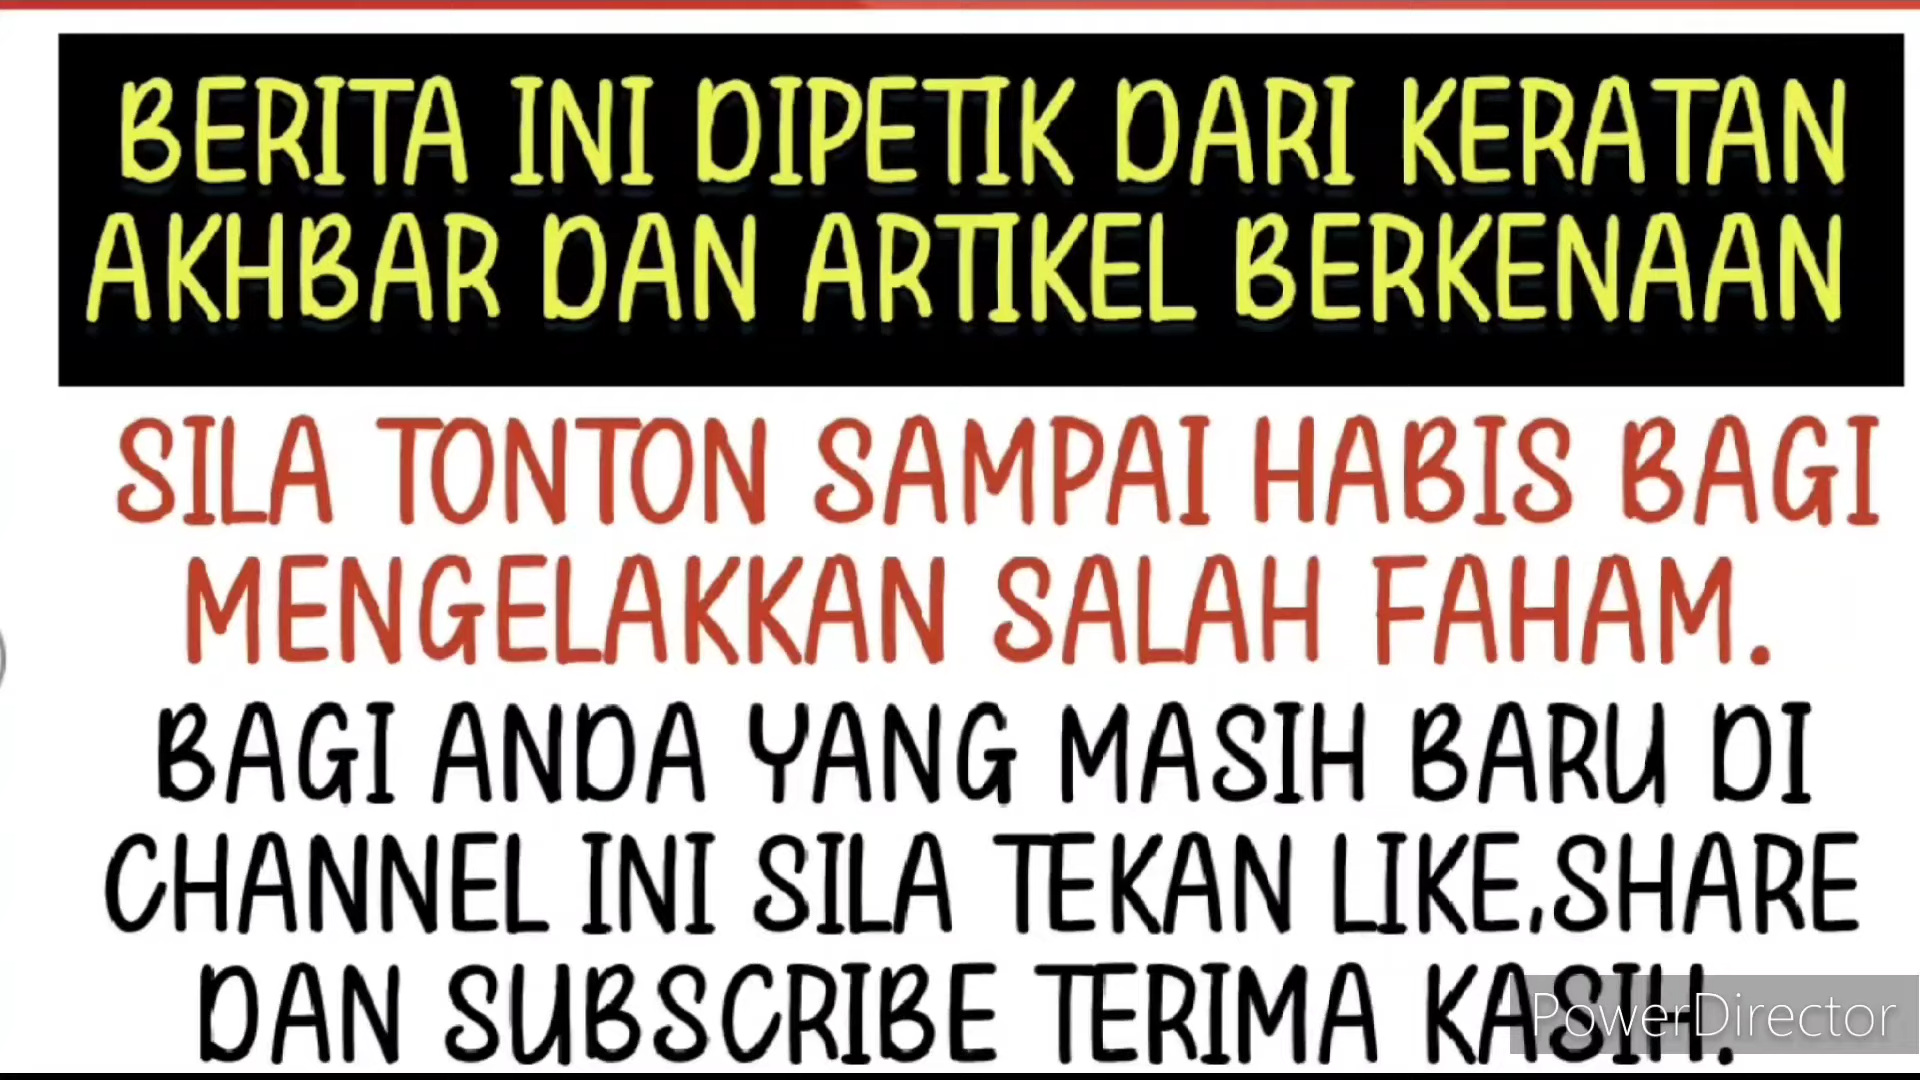 BERITA INI DIPETIK DARI KERATAN
AKHBAR DAN ARTIKEL BERKENAAN
SILA TONTON SAMPAI HABIS BAGI
MENGELAKKAN SALAH FAHAM.
BAGI ANDA YANG MASIH BARU DI
CHANNEL INI SILA TEKAN LIKE,SHARE
DAN SUBSCRIBE TERIMA KASIH.
PowerDirector